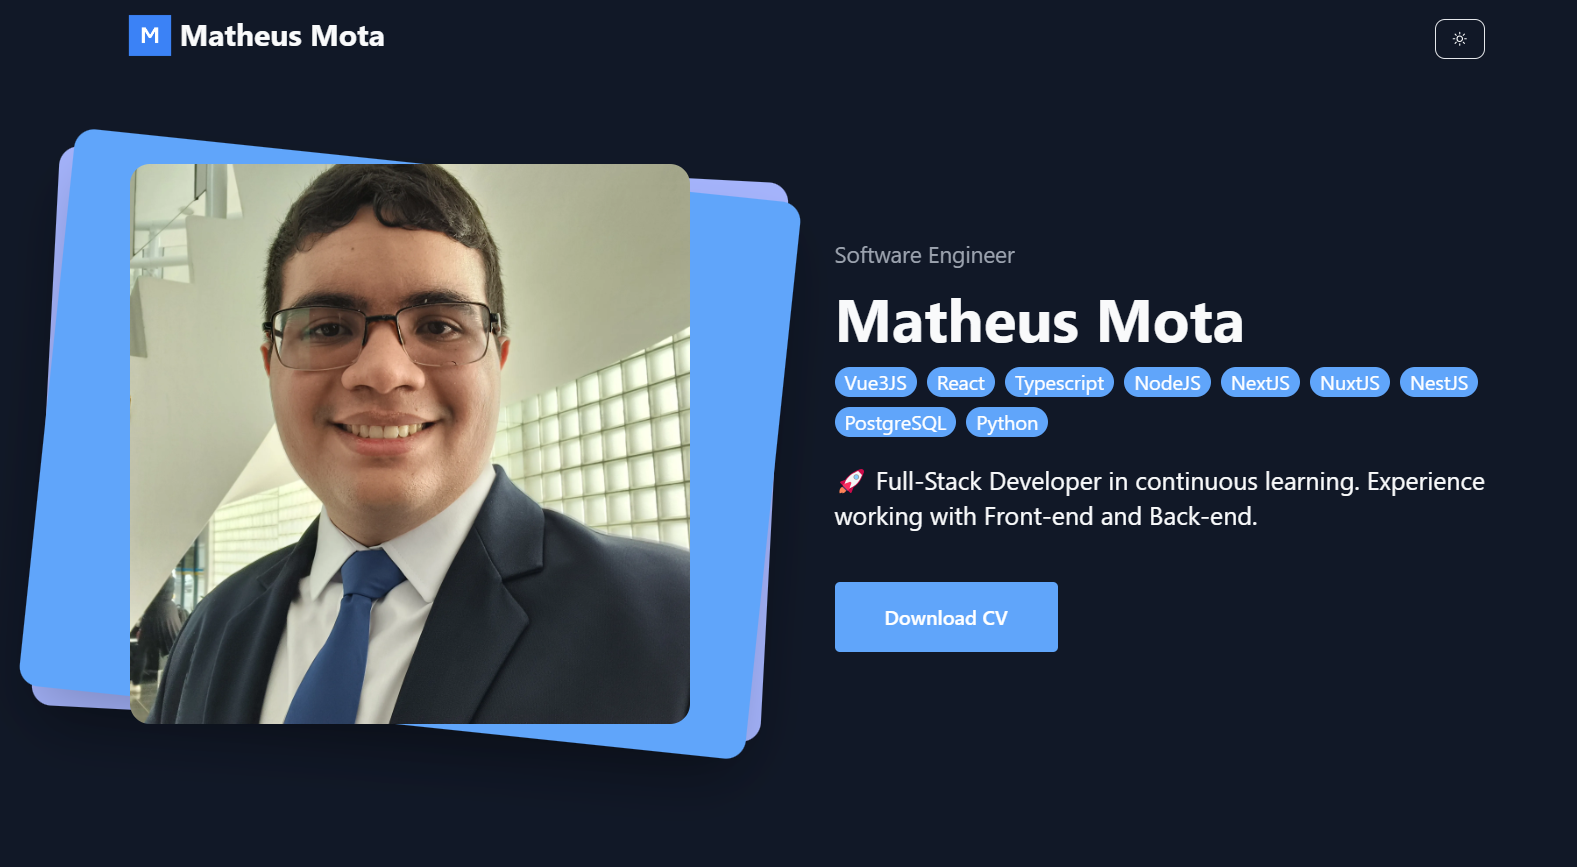 M Matheus Mota
Software Engineer
Matheus Mota
Vue3JS React Typescript NodeJS NextJS NuxtJS NestJS
PostgreSQL Python
🚀 Full-Stack Developer in continuous learning. Experience
working with Front-end and Back-end.
Download CV